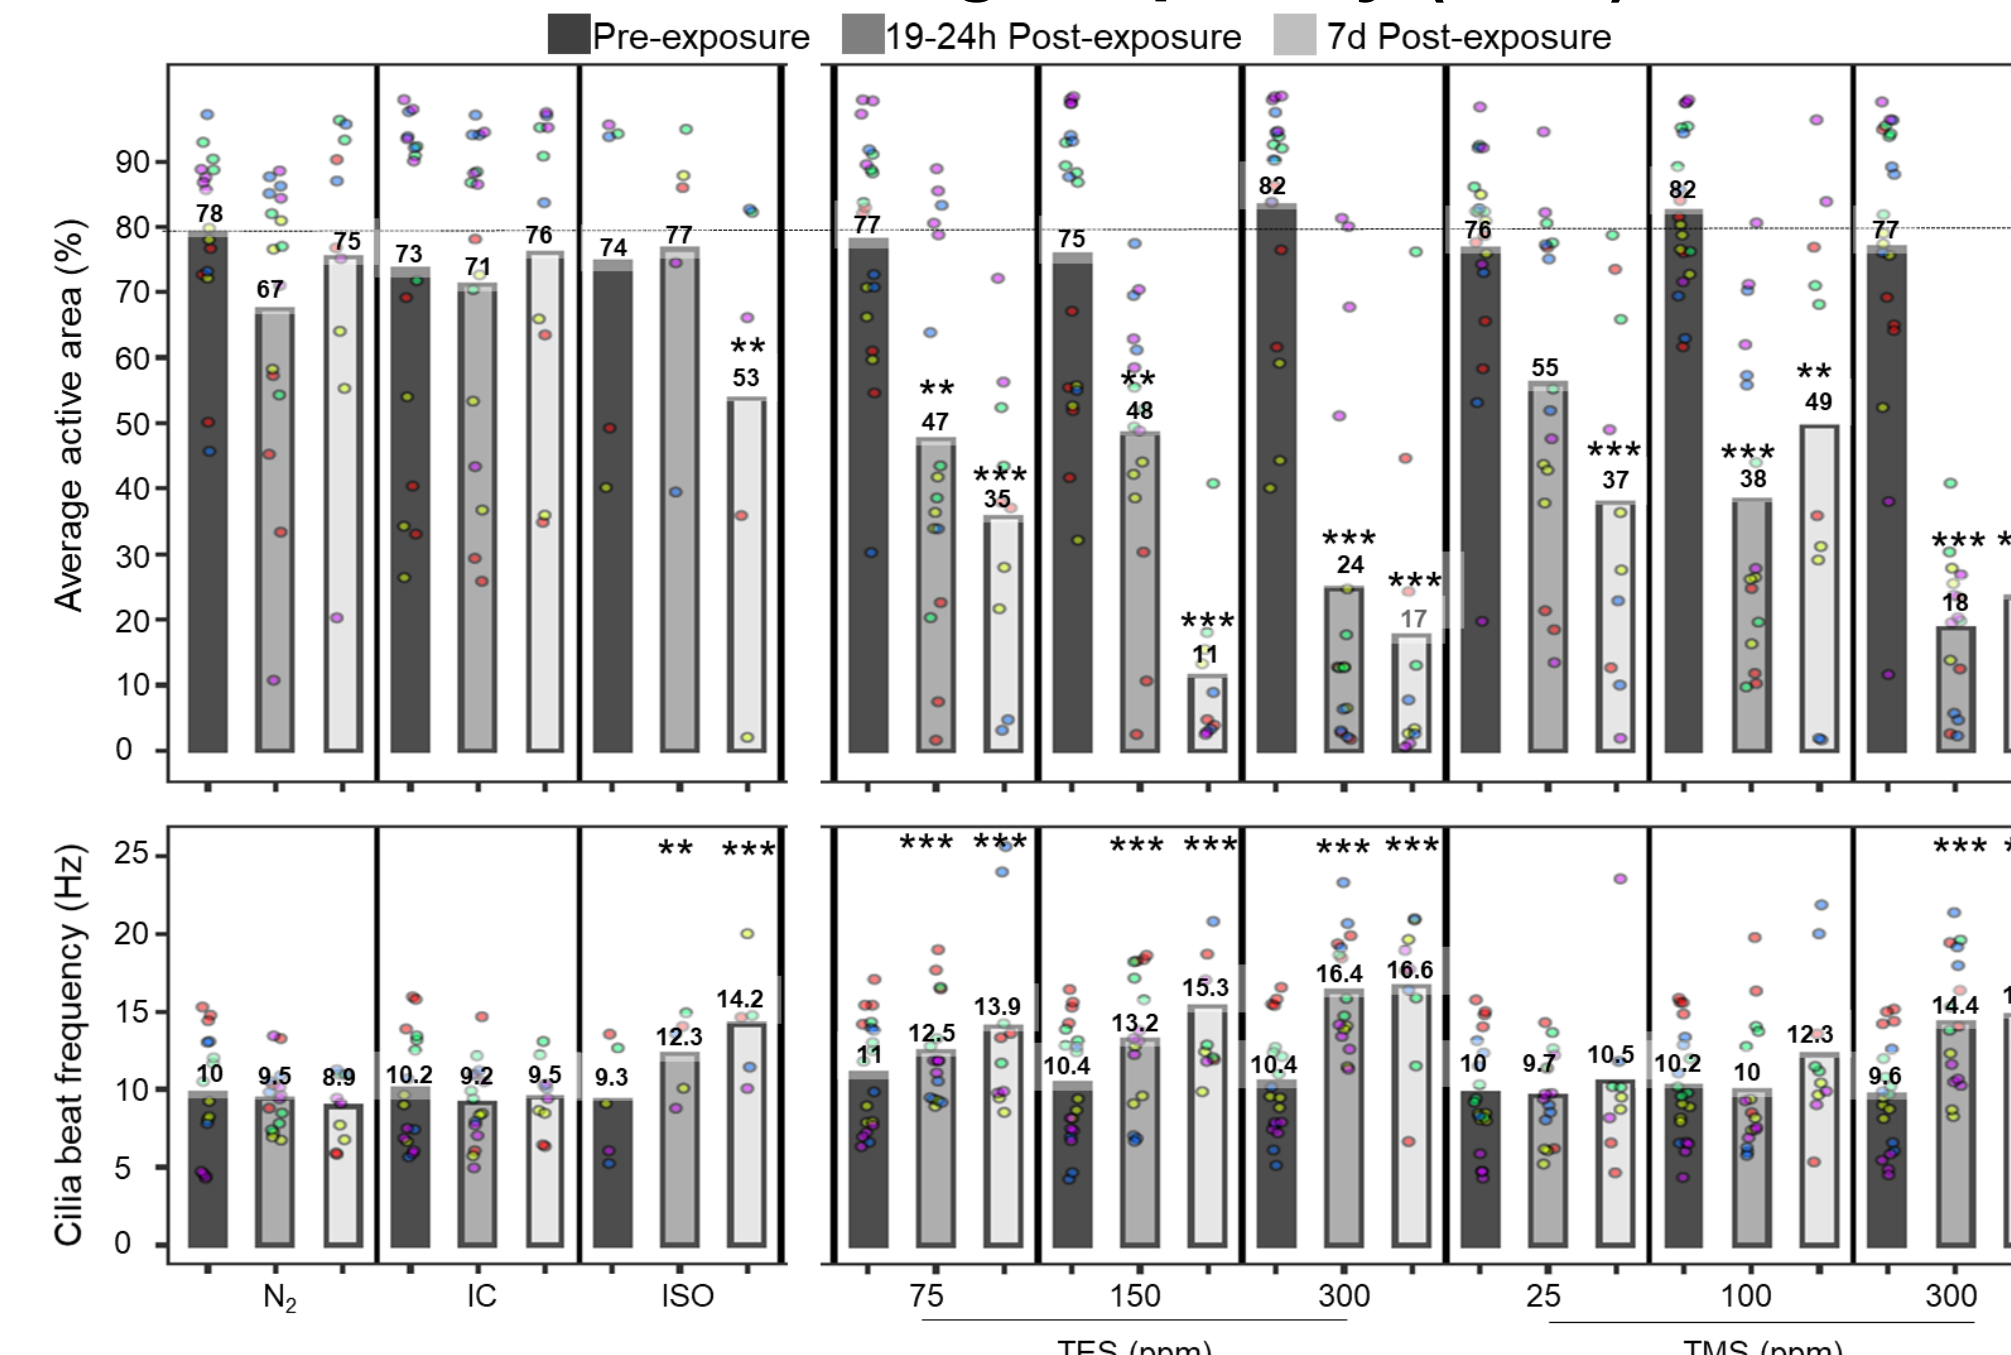 Pre-exposure 19-24h Post-exposure 7d Post-exposure
Average active area (%)
90
80
70
60
50
40
30
20
10
0
78 67 75
73 71 76
74 77 ** 53
77 ** 47 *** 35
75 ** 48 *** 11
82 *** 24 *** 17
76 55 *** 37
82 *** 38 ** 49
77 *** 18 *
Cilia beat frequency (Hz)
25
20
15
10
5
0
10 9.5 8.9
10.2 9.2 9.5
9.3 ** 12.3 *** 14.2
11 *** 12.5 *** 13.9
10.4 *** 13.2 *** 15.3
10.4 *** 16.4 *** 16.6
10 9.7 10.5
10.2 10 12.3
9.6 *** 14.4
N₂ IC ISO 75 150 300 25 100 300
TES (ppm) TMS (ppm)